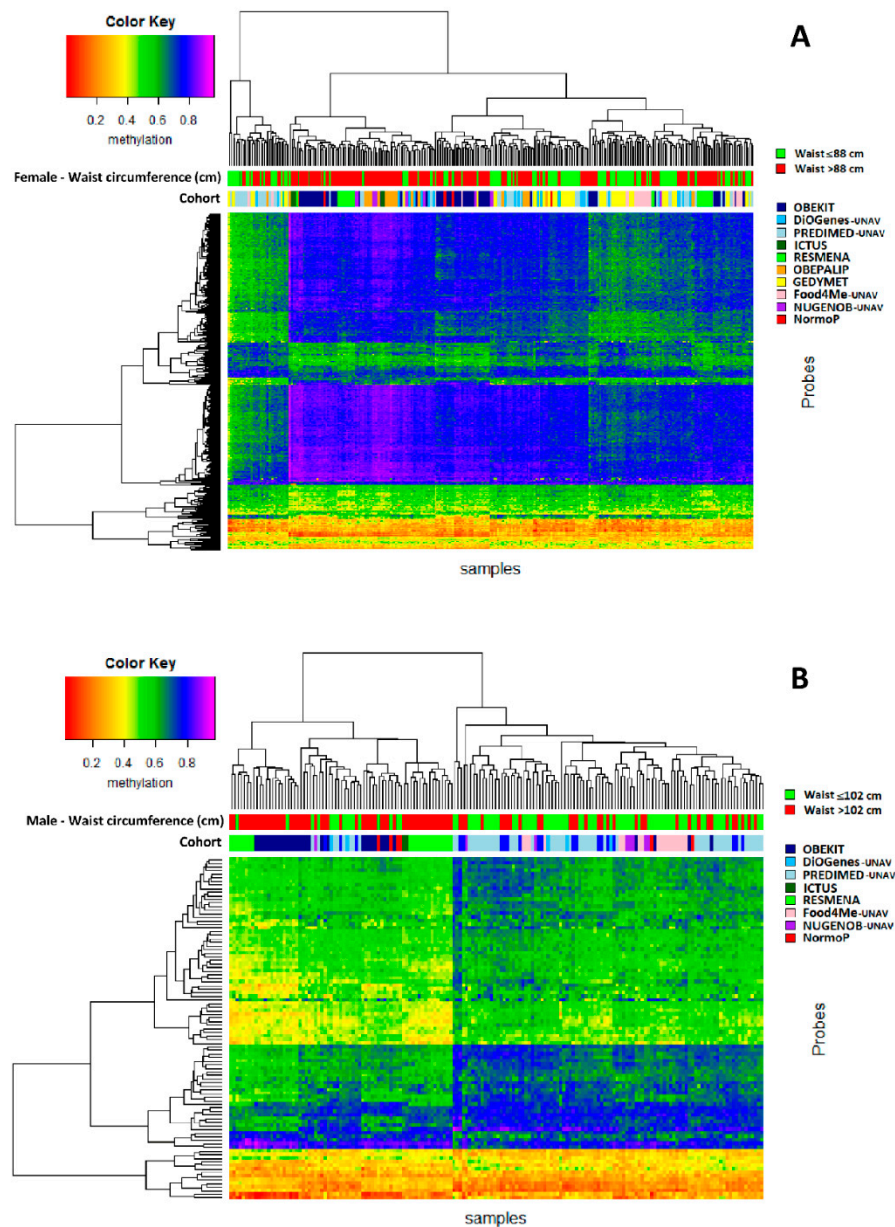 Color Key
A
0.2 0.4 0.6 0.8
methylation
Waist≤88 cm
Waist >88 cm
Female - Waist circumference (cm)
Cohort
OBEKIT
DiOGenes-UNAV
PREDIMED-UNAV
ICTUS
RESMENA
OBEPALIP
GEDYMET
Food4Me-UNAV
NUGENOB-UNAV
NormoP
Probes
samples
Color Key
B
0.2 0.4 0.6 0.8
methylation
Waist ≤102 cm
Waist >102 cm
Male - Waist circumference (cm)
Cohort
OBEKIT
DiOGenes-UNAV
PREDIMED-UNAV
ICTUS
RESMENA
Food4Me-UNAV
NUGENOB-UNAV
NormoP
Probes
samples